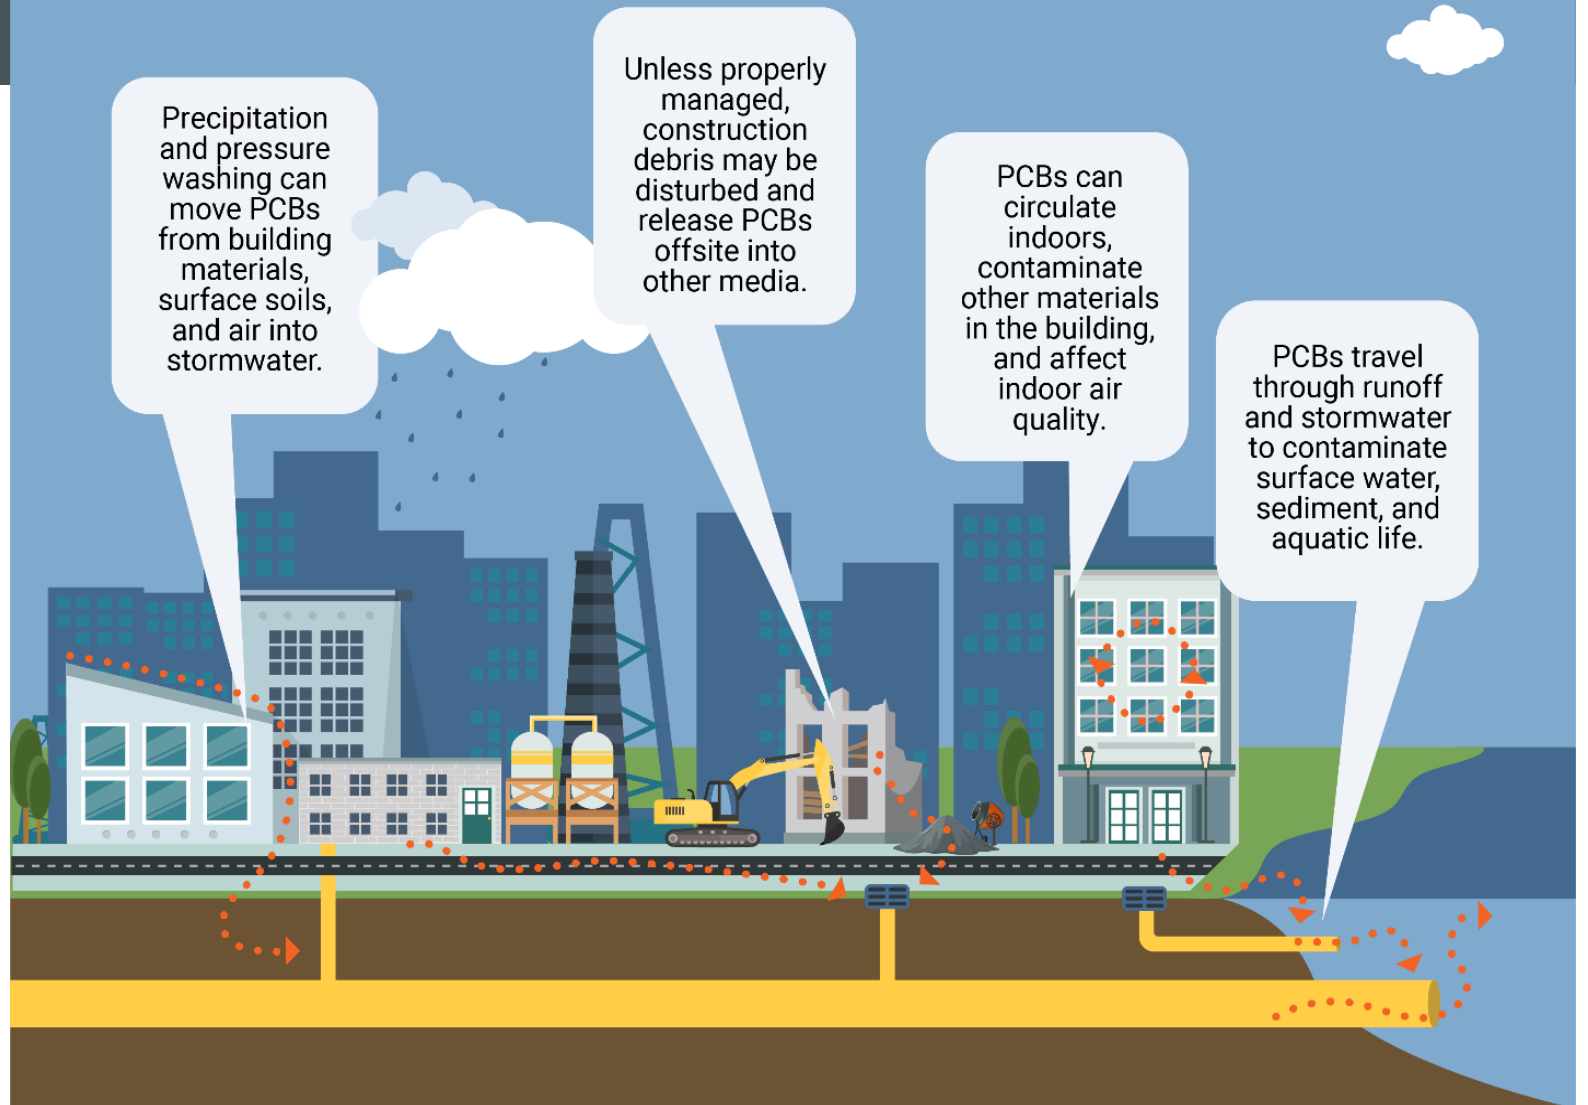 Precipitation
and pressure
washing can
move PCBs
from building
materials,
surface soils,
and air into
stormwater.
Unless properly
managed,
construction
debris may be
disturbed and
release PCBs
offsite into
other media.
PCBs can
circulate
indoors,
contaminate
other materials
in the building,
and affect
indoor air
quality.
PCBs travel
through runoff
and stormwater
to contaminate
surface water,
sediment, and
aquatic life.